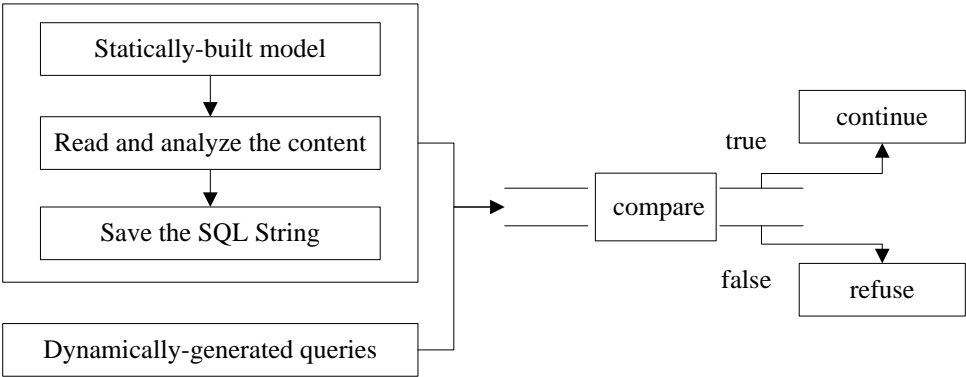 Statically-built model
Read and analyze the content
Save the SQL String
Dynamically-generated queries
compare
true
continue
false
refuse